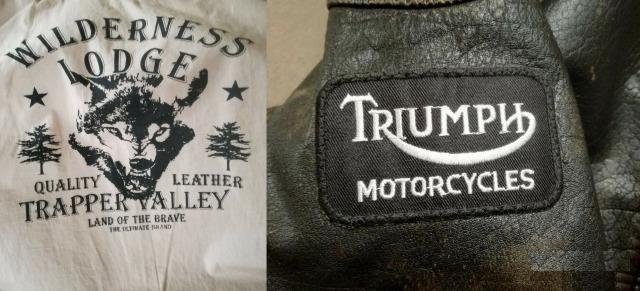 WILDERNESS
LODGE
QUALITY LEATHER
TRAPPER VALLEY
LAND OF THE BRAVE
THE ULTIMATE BRAND
TRIUMPH
MOTORCYCLES